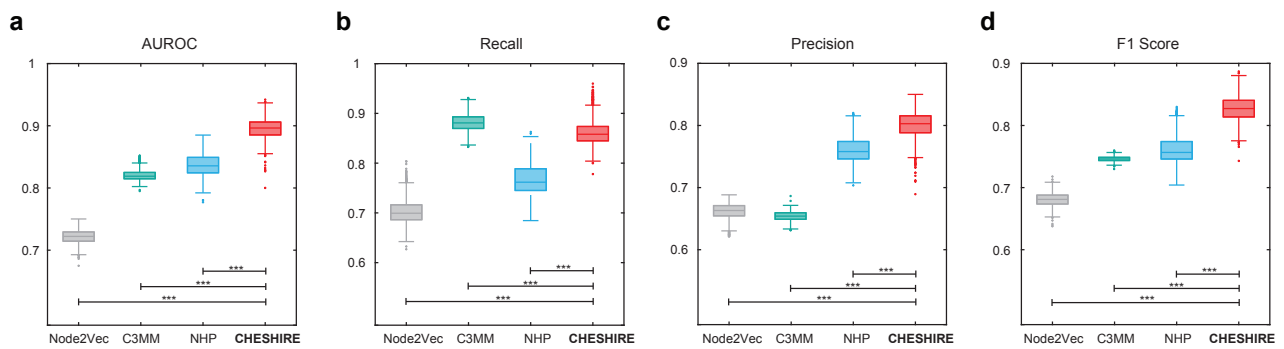 a
AUROC
1
0.9
0.8
0.7
***
***
***
Node2Vec C3MM NHP CHESHIRE
b
Recall
1
0.9
0.8
0.7
0.6
***
***
***
Node2Vec C3MM NHP CHESHIRE
c
Precision
0.9
0.8
0.7
0.6
***
***
***
Node2Vec C3MM NHP CHESHIRE
d
F1 Score
0.9
0.8
0.7
0.6
***
***
***
Node2Vec C3MM NHP CHESHIRE